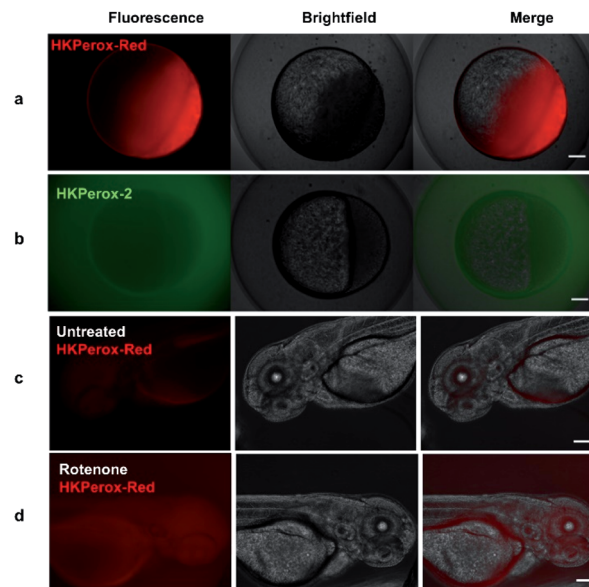 Fluorescence Brightfield Merge
HKPerox-Red
a
HKPerox-2
b
Untreated
HKPerox-Red
c
Rotenone
HKPerox-Red
d